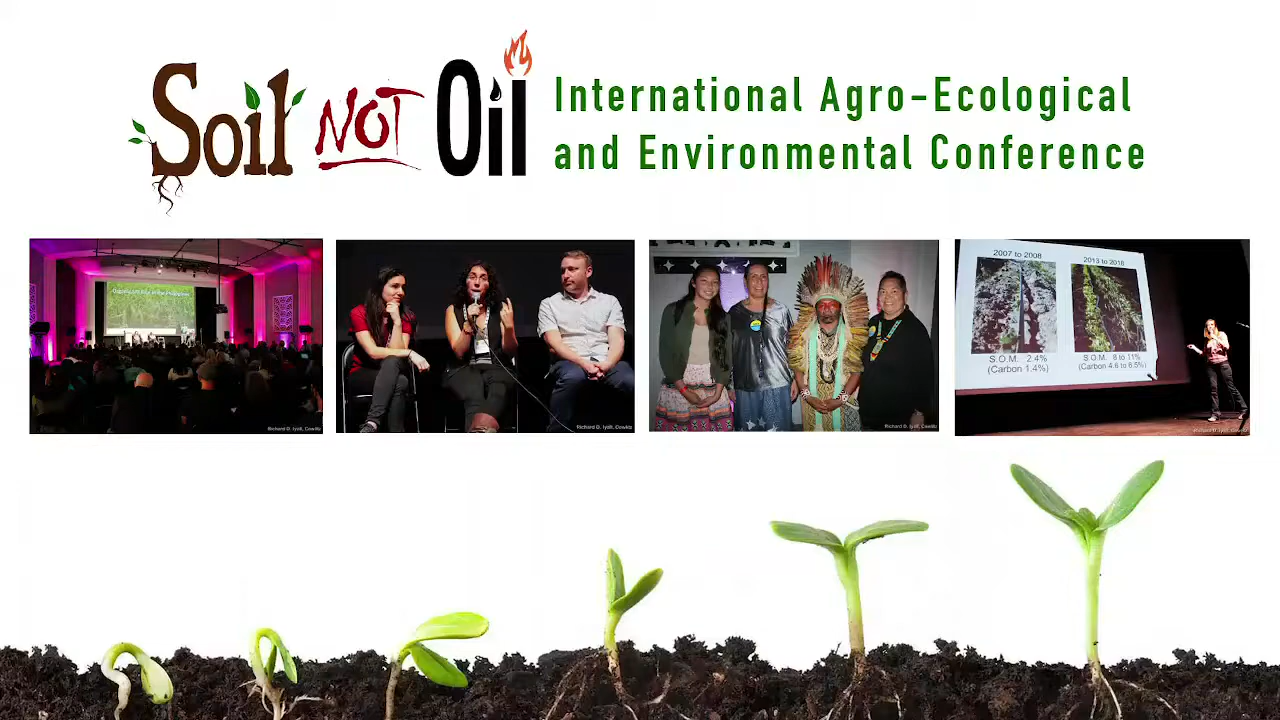 Soil NOT Oil
International Agro-Ecological
and Environmental Conference
2007 to 2008
2013 to 2016
S.O.M. 2.4%
(Carbon 1.4%)
S.O.M. 8 to 11%
(Carbon 4.6 to 6.5%)